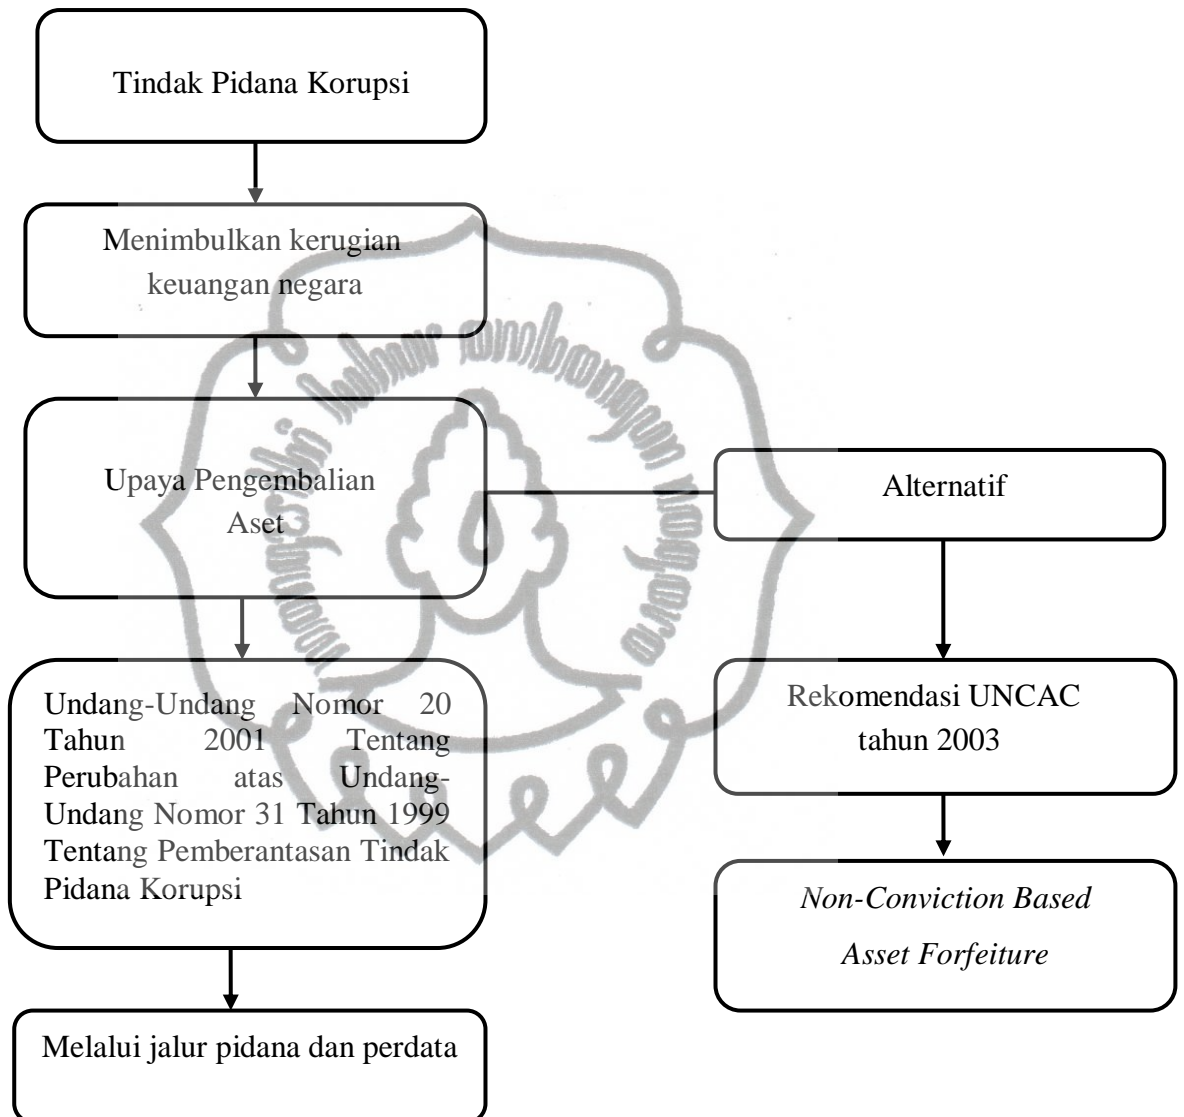 Tindak Pidana Korupsi
Menimbulkan kerugian
keuangan negara
Upaya Pengembalian
Aset
Alternatif
Undang-Undang Nomor 20
Tahun 2001 Tentang
Perubahan atas Undang-
Undang Nomor 31 Tahun 1999
Tentang Pemberantasan Tindak
Pidana Korupsi
Rekomendasi UNCAC
tahun 2003
Non-Conviction Based
Asset Forfeiture
Melalui jalur pidana dan perdata